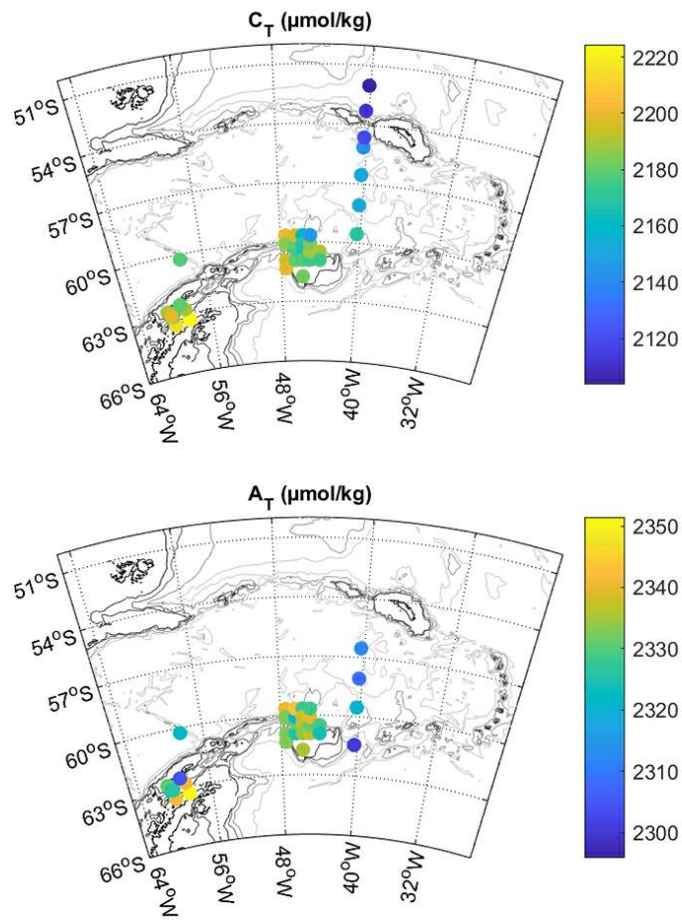 C_T (µmol/kg)
51°S
54°S
57°S
60°S
63°S
66°S
64°W
56°W
48°W
40°W
32°W
2220
2200
2180
2160
2140
2120
A_T (µmol/kg)
51°S
54°S
57°S
60°S
63°S
66°S
64°W
56°W
48°W
40°W
32°W
2350
2340
2330
2320
2310
2300